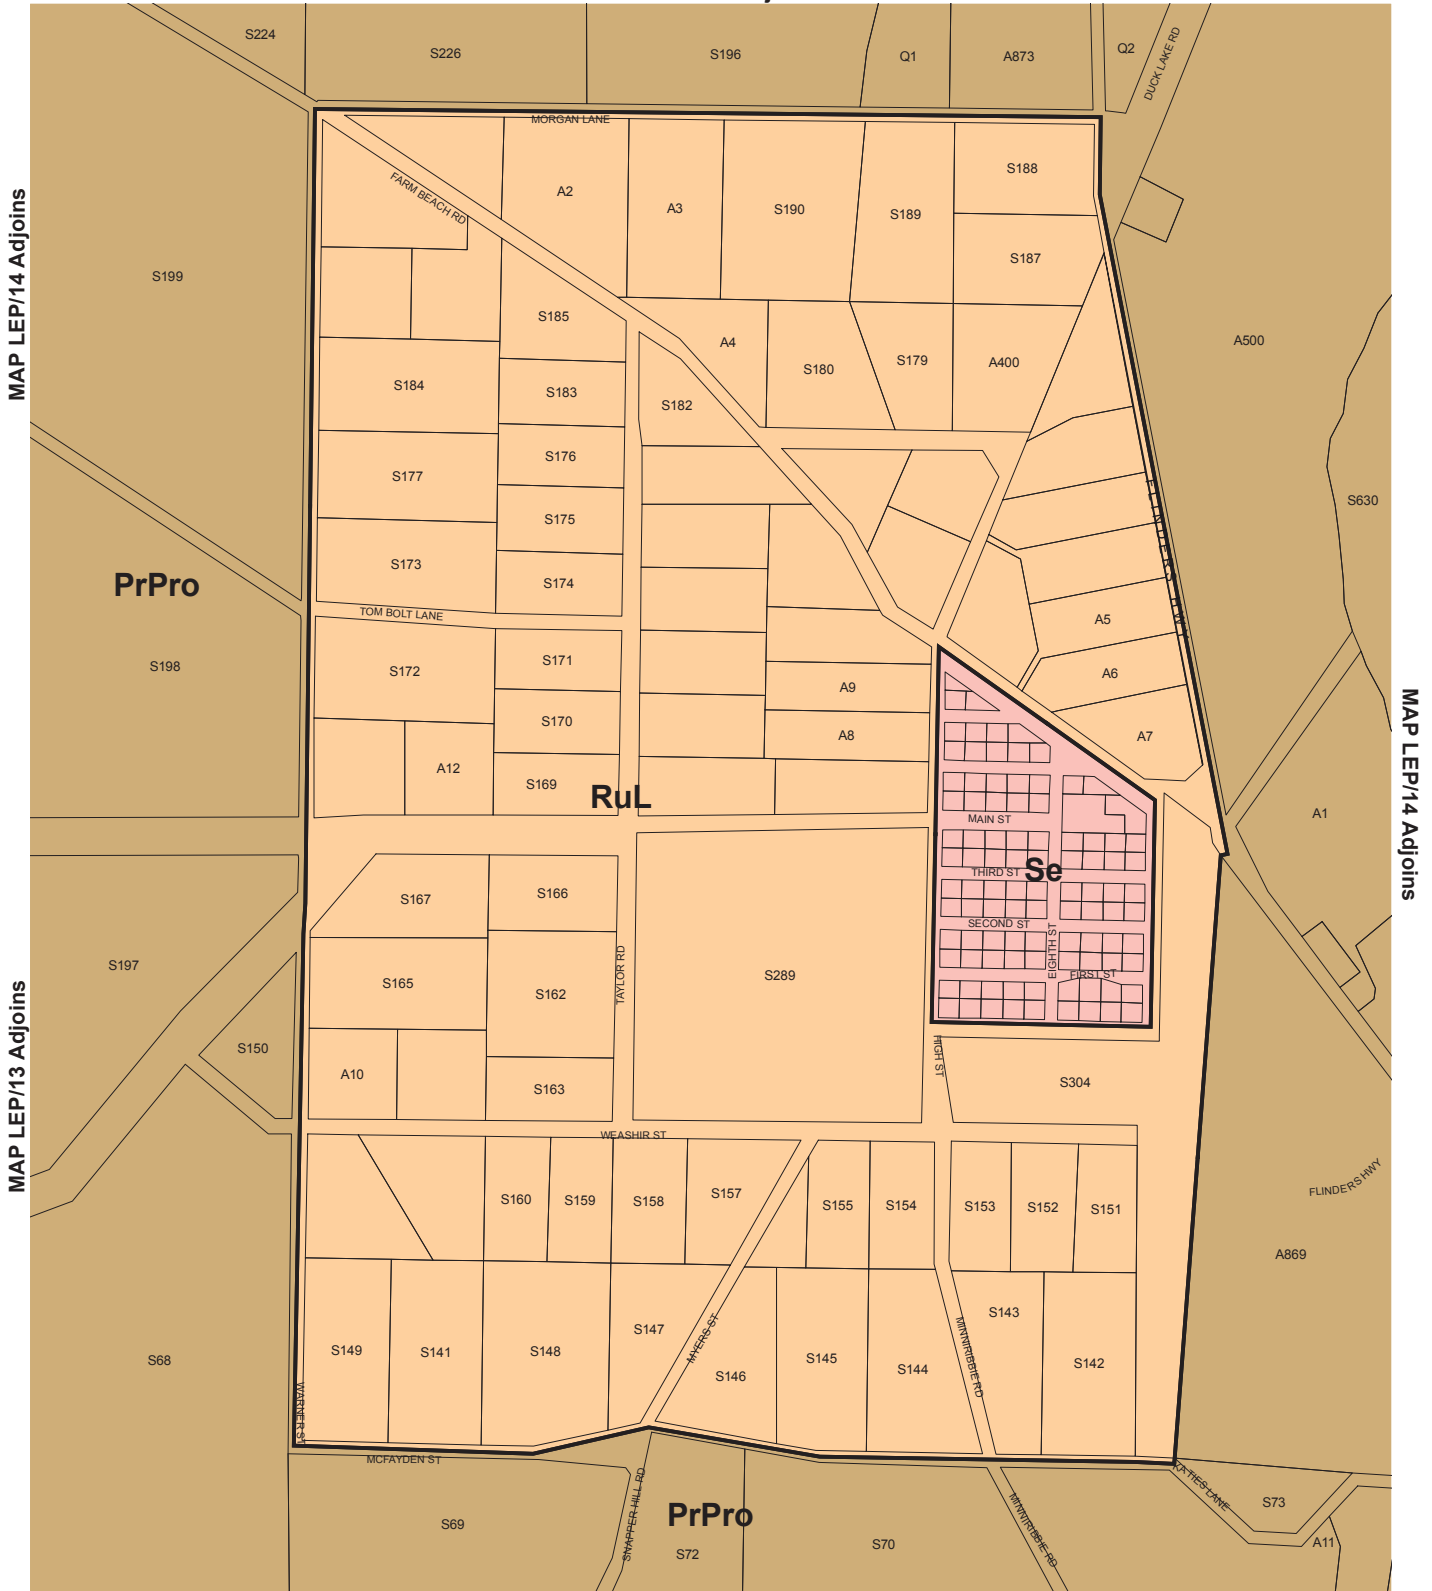 S224
S226
S196
Q1
A873
Q2
DUCK LAKE RD
MORGAN LANE
FARM BEACH RD
A2
A3
S190
S189
S188
S187
MAP LEP/14 Adjoins
S199
S185
A4
S180
S179
A400
A500
S184
S183
S182
S177
S176
S175
S630
FLINDERS HWY
PrPro
S173
S174
TOM BOLT LANE
A5
S198
S172
S171
A9
A6
S170
A8
A7
MAP LEP/14 Adjoins
A12
S169
RuL
MAIN ST
A1
THIRD ST
Se
S167
S166
SECOND ST
EIGHTH ST
FIRST ST
S197
S165
S162
TAYLOR RD
S289
MAP LEP/13 Adjoins
S150
A10
S163
HIGH ST
S304
WEASHIR ST
S160
S159
S158
S157
S155
S154
S153
S152
S151
FLINDERS HWY
A869
S68
S149
S141
S148
S147
MYERS ST
S146
S145
S144
MINNIRIBBIE RD
S143
S142
WARNER ST
MCFAYDEN ST
KATIES LANE
S69
SNAPPER HILL RD
PrPro
S72
S70
MINNIRIBBIE RD
S73
A11